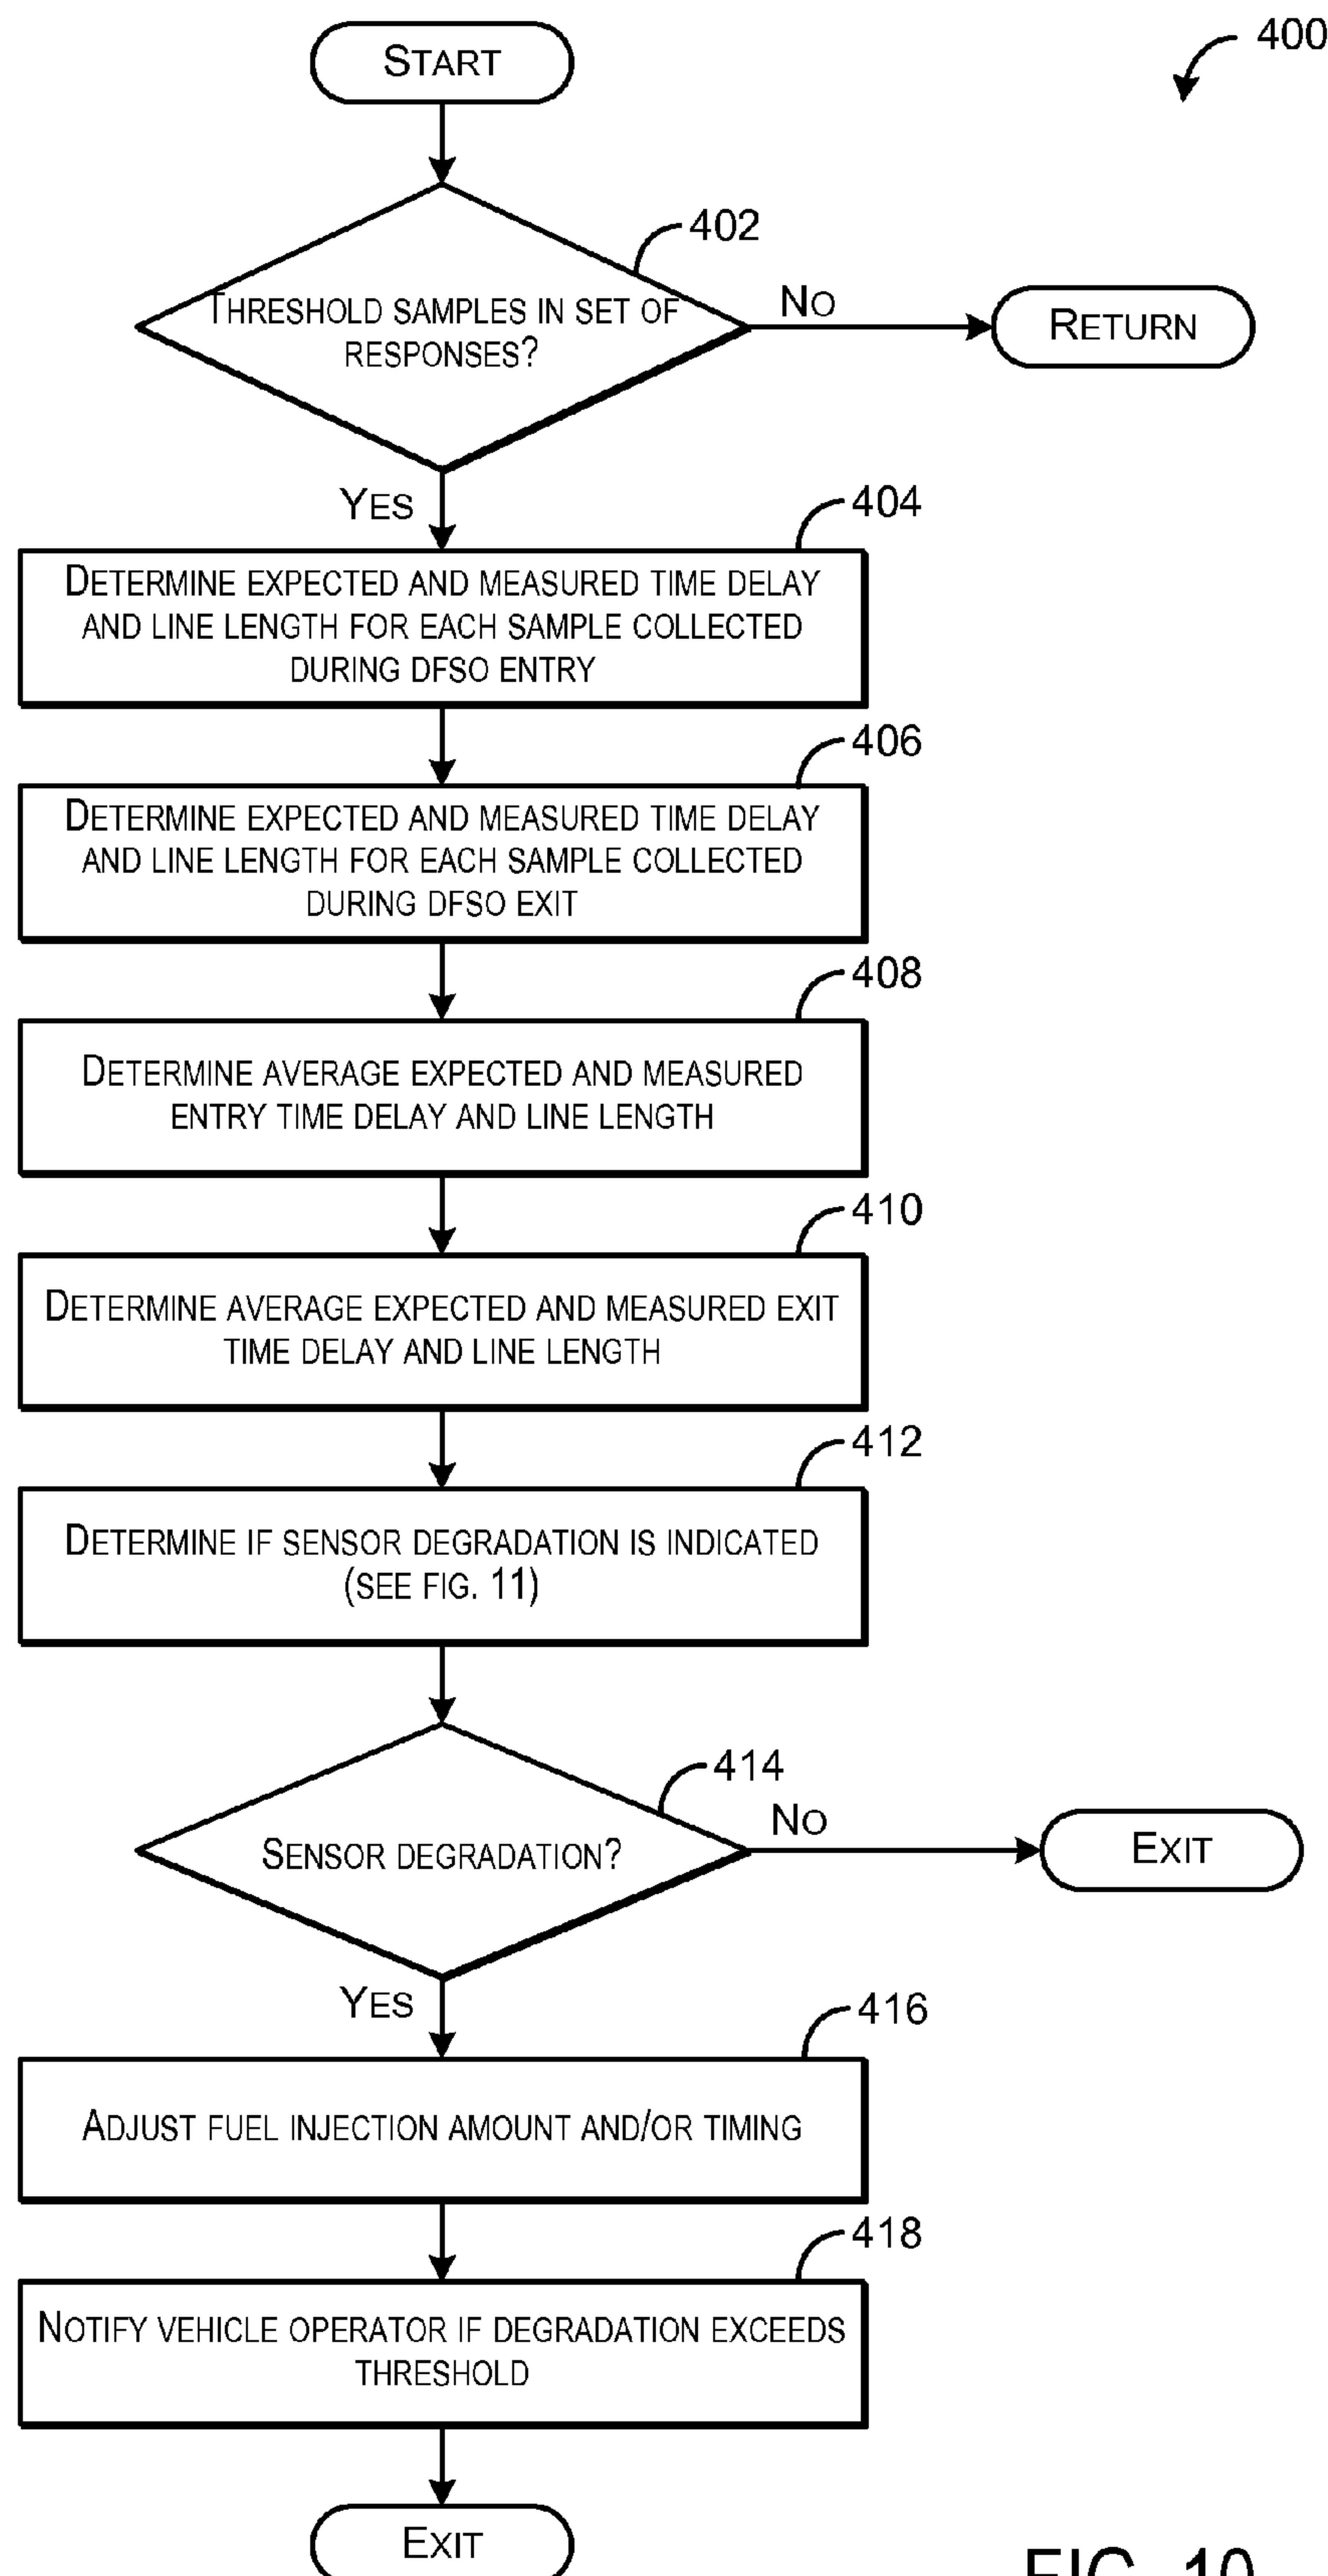 START
400
402
THRESHOLD SAMPLES IN SET OF
RESPONSES?
NO
RETURN
YES
404
DETERMINE EXPECTED AND MEASURED TIME DELAY
AND LINE LENGTH FOR EACH SAMPLE COLLECTED
DURING DFSO ENTRY
406
DETERMINE EXPECTED AND MEASURED TIME DELAY
AND LINE LENGTH FOR EACH SAMPLE COLLECTED
DURING DFSO EXIT
408
DETERMINE AVERAGE EXPECTED AND MEASURED
ENTRY TIME DELAY AND LINE LENGTH
410
DETERMINE AVERAGE EXPECTED AND MEASURED EXIT
TIME DELAY AND LINE LENGTH
412
DETERMINE IF SENSOR DEGRADATION IS INDICATED
(SEE FIG. 11)
414
SENSOR DEGRADATION?
NO
EXIT
YES
416
ADJUST FUEL INJECTION AMOUNT AND/OR TIMING
418
NOTIFY VEHICLE OPERATOR IF DEGRADATION EXCEEDS
THRESHOLD
EXIT
FIG. 10